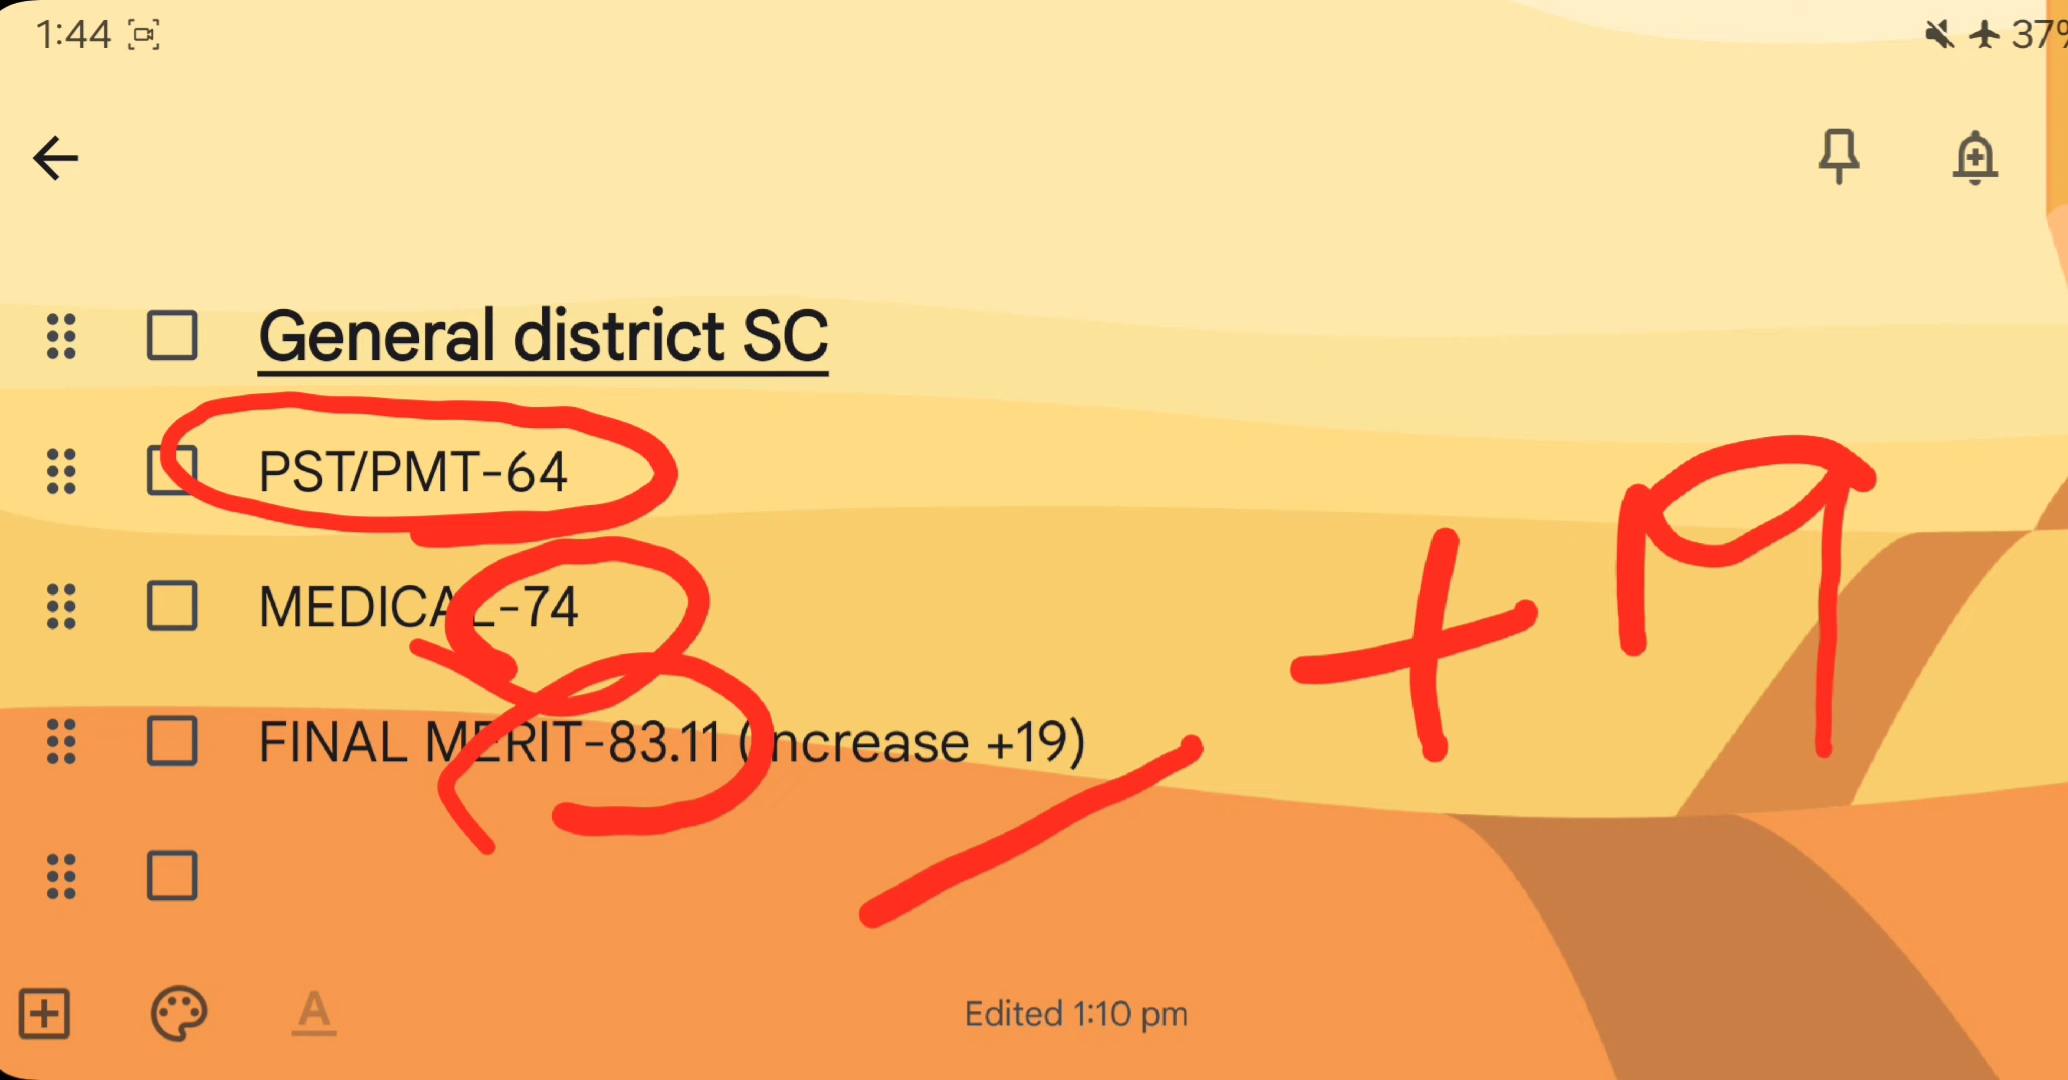 1:44
37%
General district SC
PST/PMT-64
MEDICAL-74
FINAL MERIT-83.11 (increase +19)
+19
A
Edited 1:10 pm